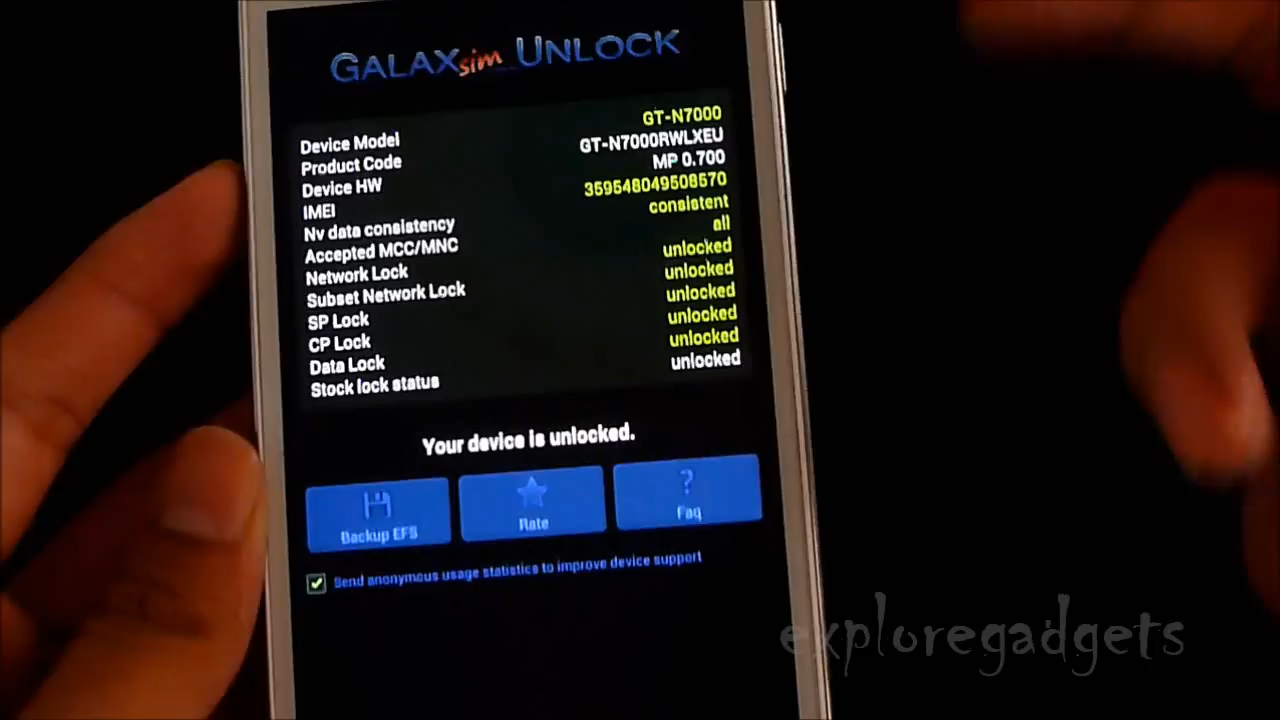 GALAXsim UNLOCK
Device Model GT-N7000
Product Code GT-N7000RWLXEU
Device HW MP 0.700
IMEI 359548049508570
Nv data consistency consistent
Accepted MCC/MNC all
Network Lock unlocked
Subset Network Lock unlocked
SP Lock unlocked
CP Lock unlocked
Data Lock unlocked
Stock lock status unlocked
Your device is unlocked.
Backup EFS Rate ? Faq
Send anonymous usage statistics to improve device support
exploregadgets